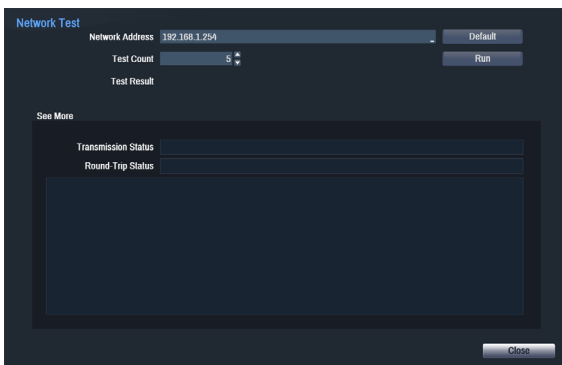 Network Test
Network Address 192.168.1.254 Default
Test Count 5 Run
Test Result
See More
Transmission Status
Round-Trip Status
Close